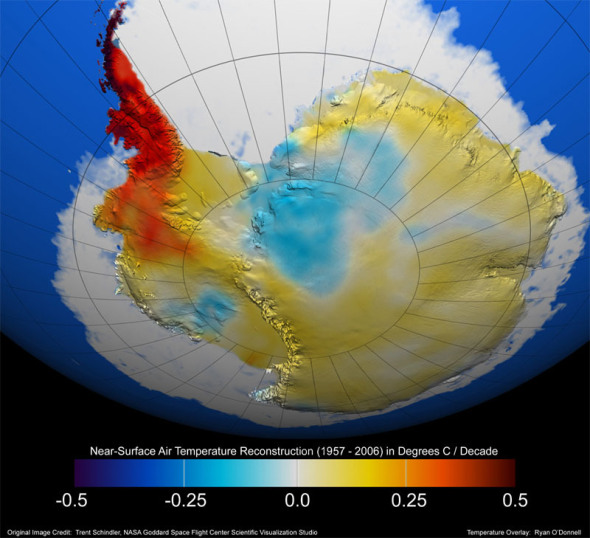 Near-Surface Air Temperature Reconstruction (1957 - 2006) in Degrees C / Decade
-0.5 -0.25 0.0 0.25 0.5
Original Image Credit: Trent Schindler, NASA Goddard Space Flight Center Scientific Visualization Studio Temperature Overlay: Ryan O'Donnell